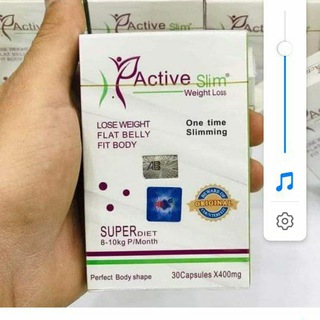 Active Slim®
Weight Loss
LOSE WEIGHT
FLAT BELLY
FIT BODY
One time
Slimming
ORIGINAL
SUPER DIET
8-10kg P/Month
Perfect Body shape
30Capsules X400mg